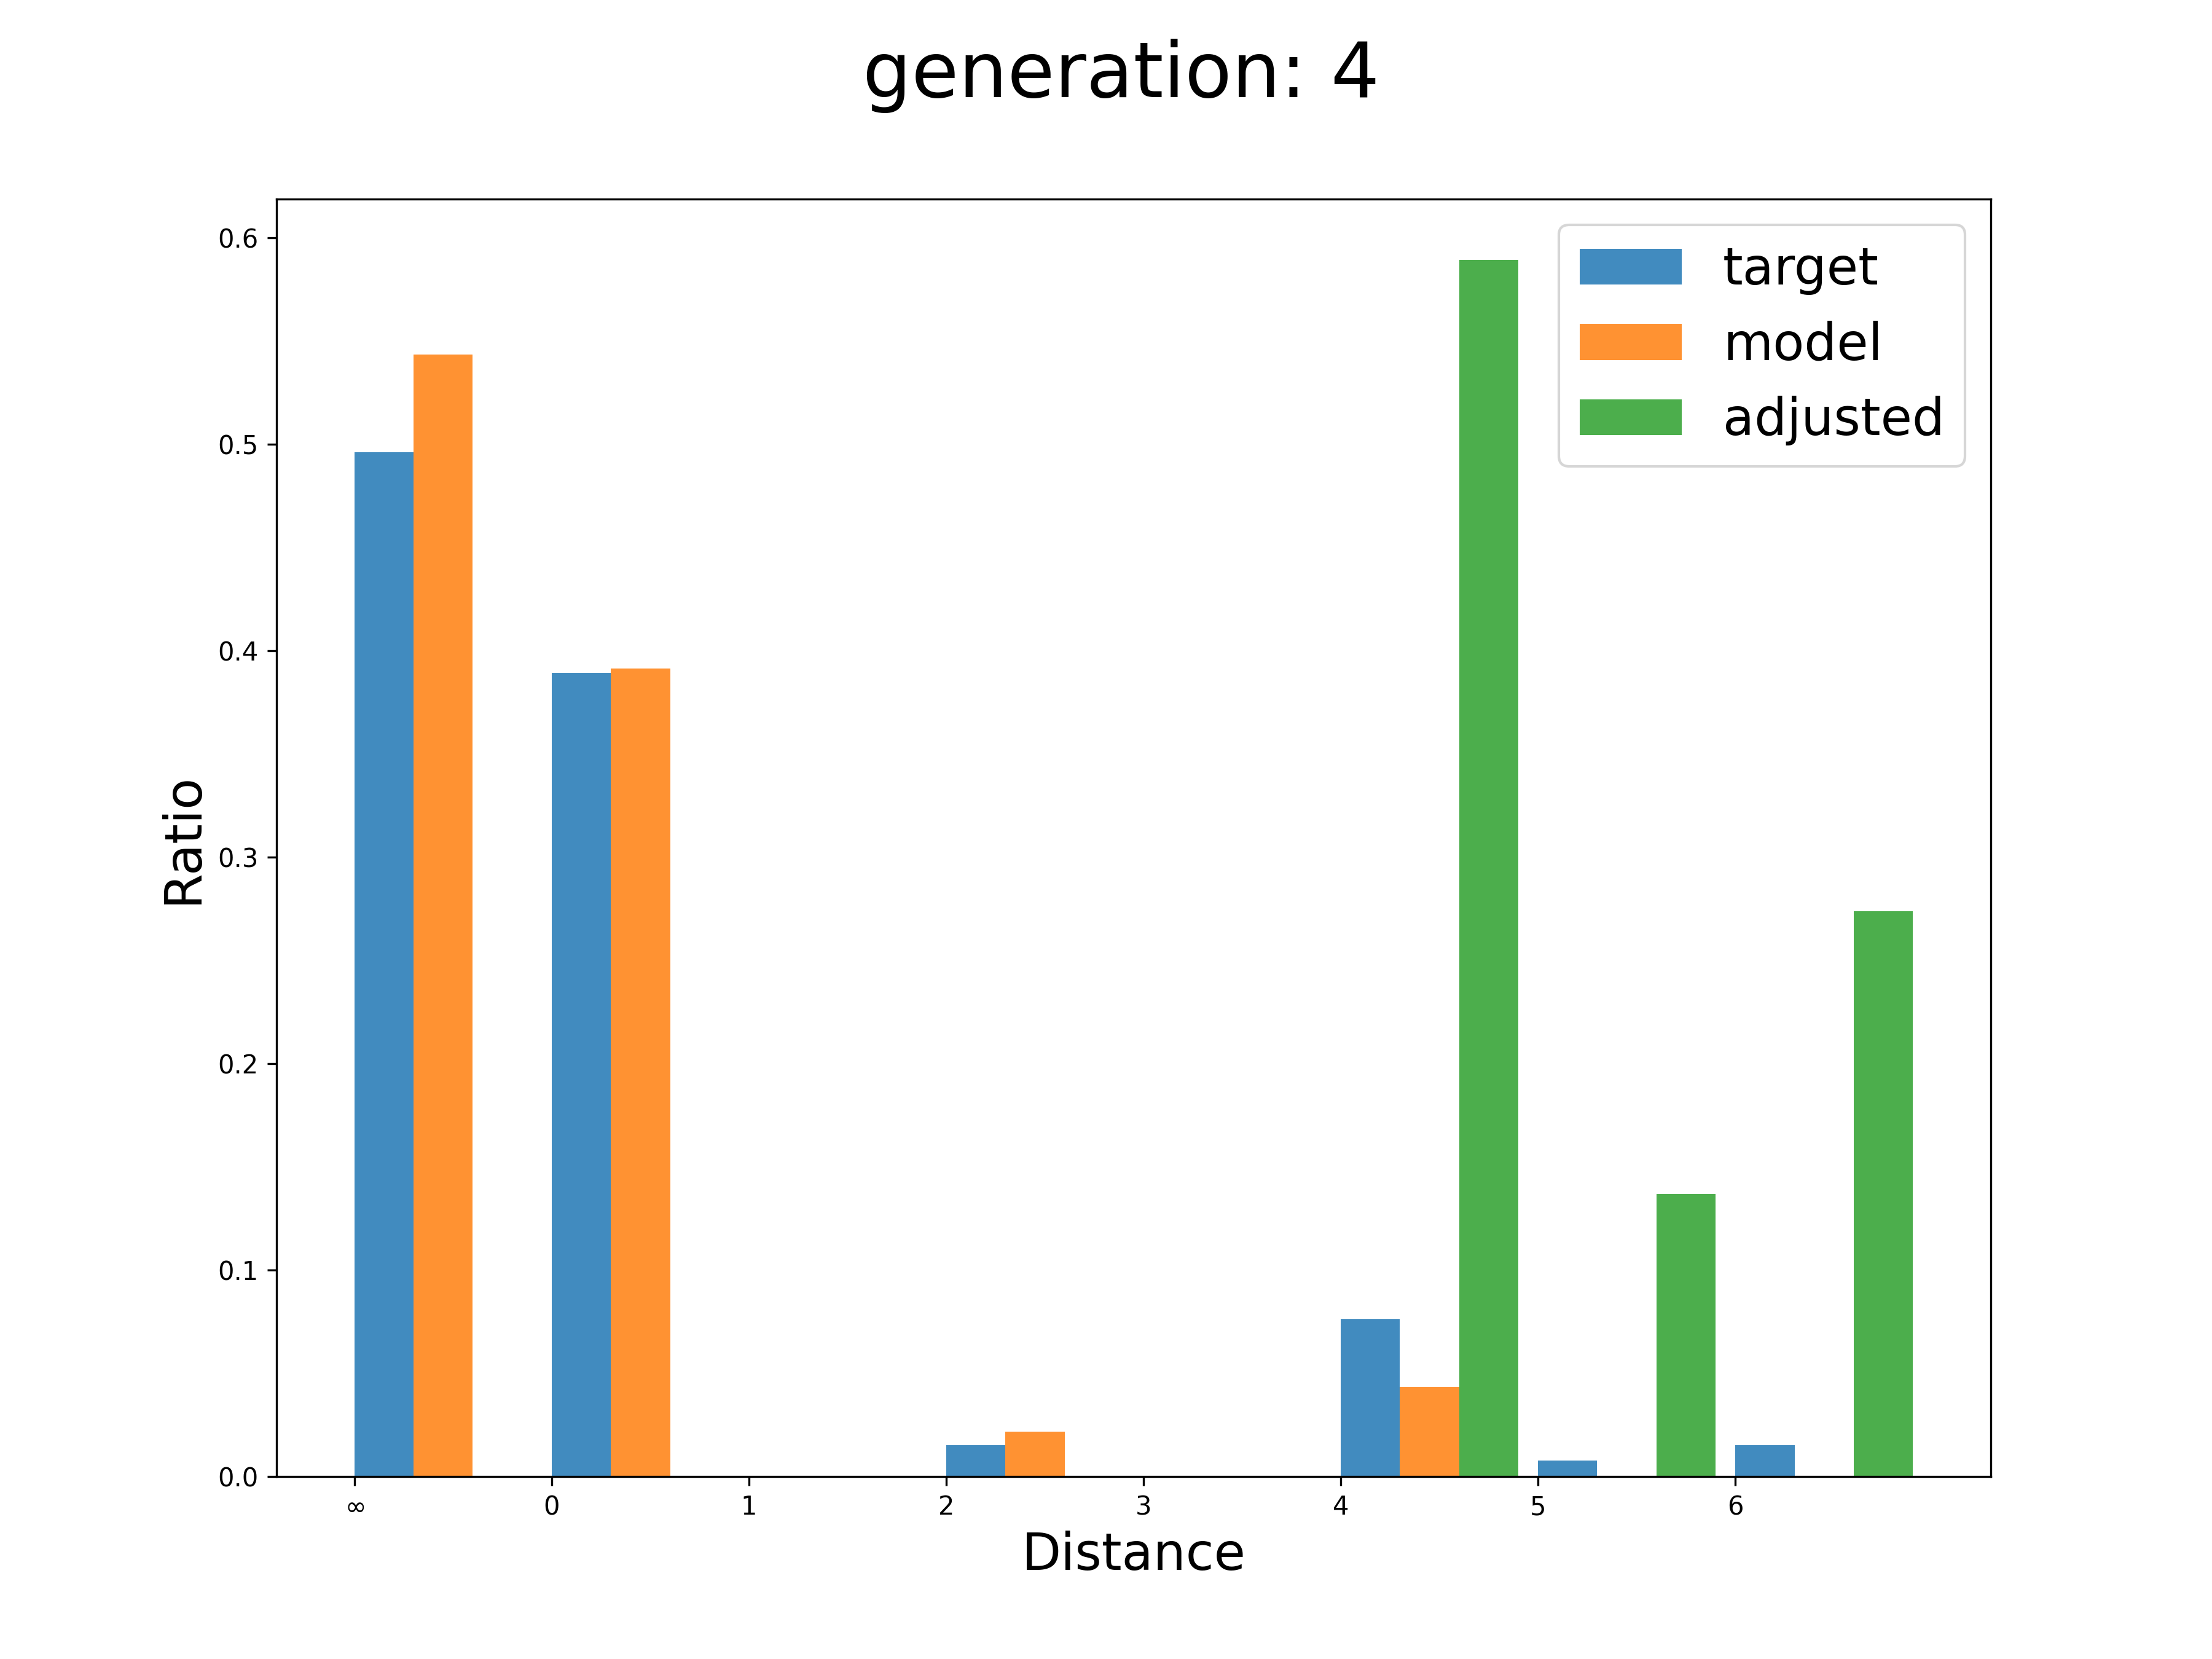 generation: 4
0.6
0.5
0.4
0.3
0.2
0.1
0.0
Ratio
target
model
adjusted
∞ 0 1 2 3 4 5 6
Distance